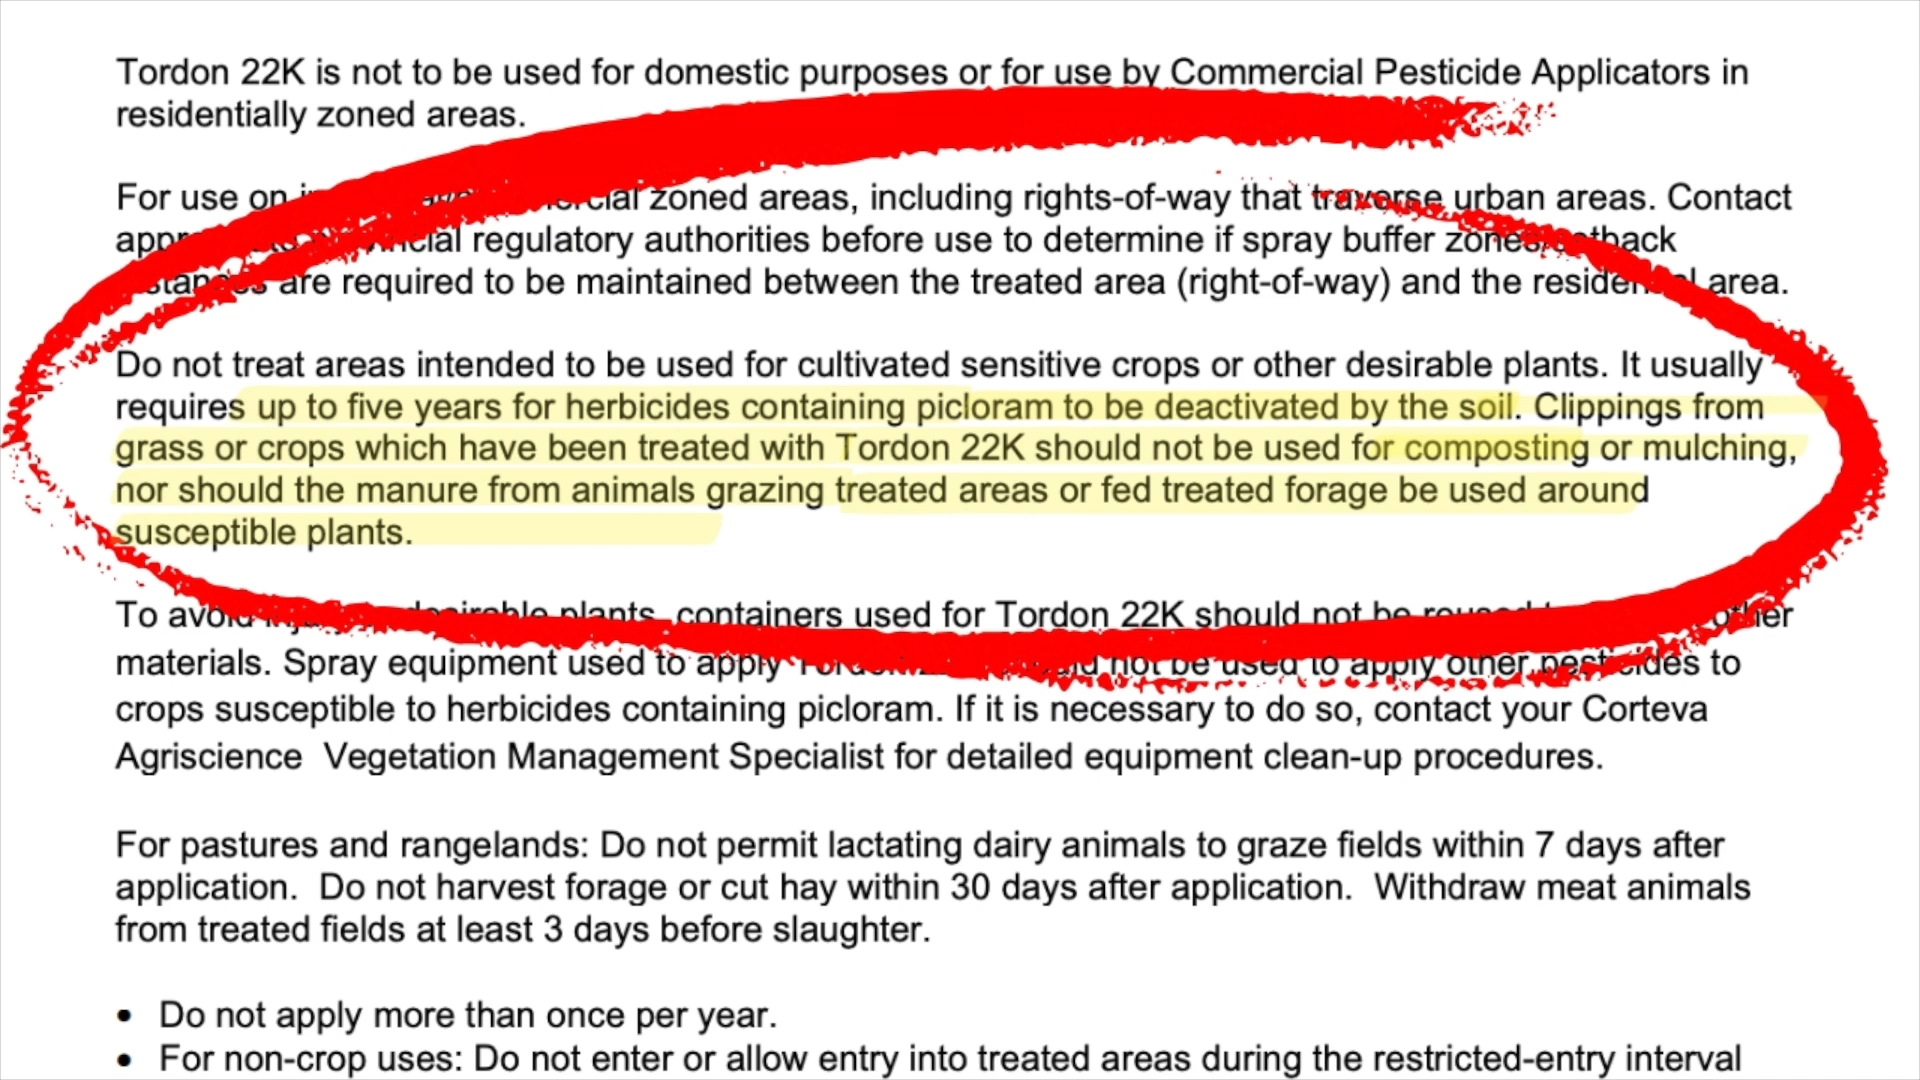 Tordon 22K is not to be used for domestic purposes or for use by Commercial Pesticide Applicators in
residentially zoned areas.
For use on zoned areas, including rights-of-way that traverse urban areas. Contact
regulatory authorities before use to determine if spray buffer zones
are required to be maintained between the treated area (right-of-way) and the residential area.
Do not treat areas intended to be used for cultivated sensitive crops or other desirable plants. It usually
requires up to five years for herbicides containing picloram to be deactivated by the soil. Clippings from
grass or crops which have been treated with Tordon 22K should not be used for composting or mulching,
nor should the manure from animals grazing treated areas or fed treated forage be used around
susceptible plants.
To avoid desirable plants, containers used for Tordon 22K should not be other
materials. Spray equipment used to apply not be used to apply other pesticides to
crops susceptible to herbicides containing picloram. If it is necessary to do so, contact your Corteva
Agriscience  Vegetation Management Specialist for detailed equipment clean-up procedures.
For pastures and rangelands: Do not permit lactating dairy animals to graze fields within 7 days after
application.  Do not harvest forage or cut hay within 30 days after application.  Withdraw meat animals
from treated fields at least 3 days before slaughter.
• Do not apply more than once per year.
• For non-crop uses: Do not enter or allow entry into treated areas during the restricted-entry interval